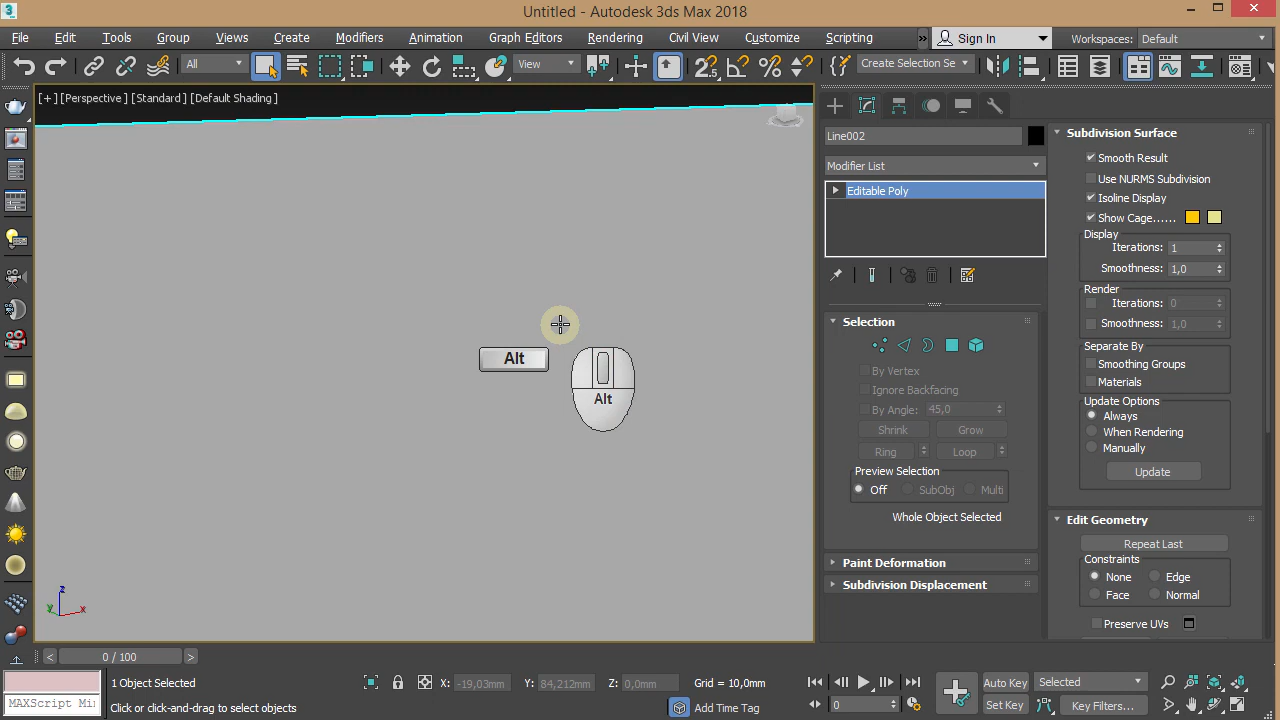 3
Untitled - Autodesk 3ds Max 2018
File Edit Tools Group Views Create Modifiers Animation Graph Editors Rendering Civil View Customize Scripting » Sign In Workspaces: Default
All View 2.5 % Create Selection Se
[+] [Perspective] [Standard] [Default Shading]
Line002
Modifier List
Editable Poly
Selection
By Vertex
Ignore Backfacing
By Angle: 45,0
Shrink Grow
Ring Loop
Preview Selection
Off SubObj Multi
Whole Object Selected
Paint Deformation
Subdivision Displacement
Subdivision Surface
Smooth Result
Use NURMS Subdivision
Isoline Display
Show Cage......
Display
Iterations: 1
Smoothness: 1,0
Render
Iterations: 0
Smoothness: 1,0
Separate By
Smoothing Groups
Materials
Update Options
Always
When Rendering
Manually
Update
Edit Geometry
Repeat Last
Constraints
None Edge
Face Normal
Preserve UVs
Alt
Alt
z
y x
< 0 / 100 >
MAXScript Mi
1 Object Selected
Click or click-and-drag to select objects
X: -19,03mm Y: 84,212mm Z: 0,0mm Grid = 10,0mm
Add Time Tag
0
Auto Key Selected
Set Key Key Filters...